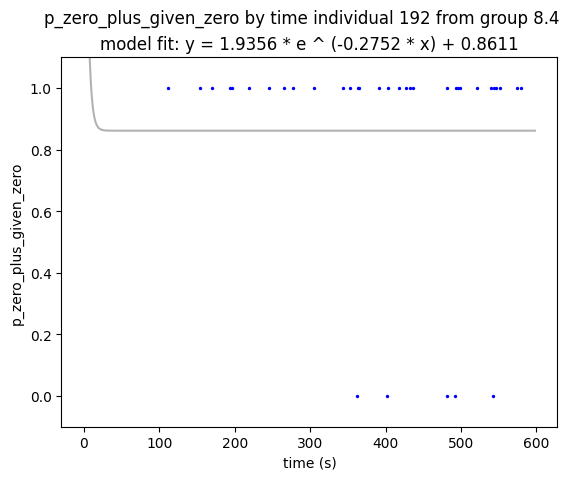 p_zero_plus_given_zero by time individual 192 from group 8.4
model fit: y = 1.9356 * e ^ (-0.2752 * x) + 0.8611
1.0
0.8
0.6
0.4
0.2
0.0
p_zero_plus_given_zero
0 100 200 300 400 500 600
time (s)